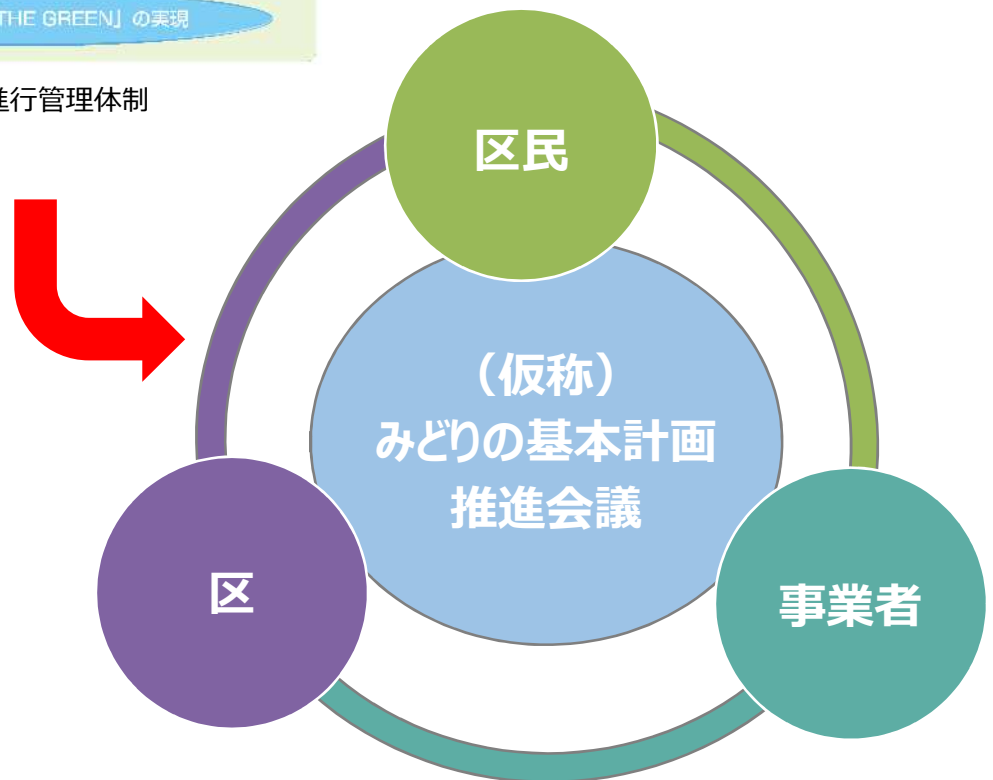 THE GREEN」の実現
進行管理体制
区民
（仮称）
みどりの基本計画
推進会議
区
事業者